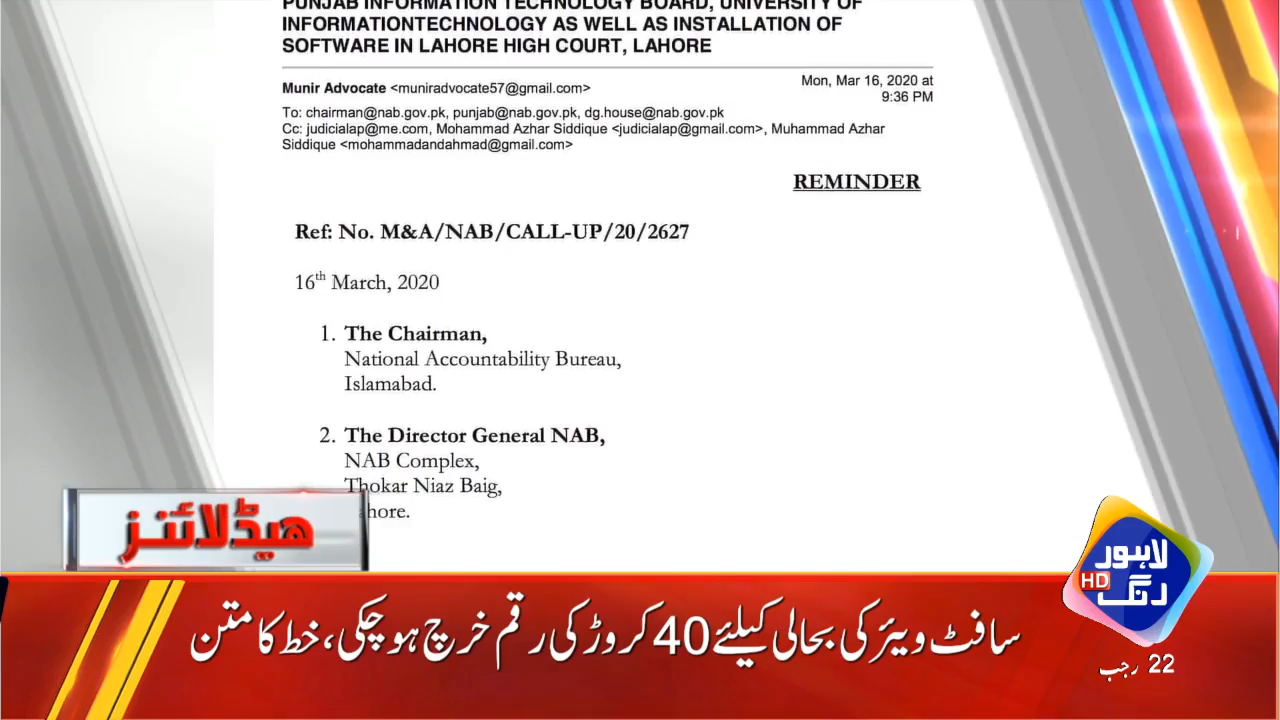 PUNJAB INFORMATION TECHNOLOGY BOARD, UNIVERSITY OF
INFORMATIONTECHNOLOGY AS WELL AS INSTALLATION OF
SOFTWARE IN LAHORE HIGH COURT, LAHORE
Munir Advocate <muniradvocate57@gmail.com>
Mon, Mar 16, 2020 at
9:36 PM
To: chairman@nab.gov.pk, punjab@nab.gov.pk, dg.house@nab.gov.pk
Cc: judicialap@me.com, Mohammad Azhar Siddique <judicialap@gmail.com>, Muhammad Azhar
Siddique <mohammadandahmad@gmail.com>
REMINDER
Ref: No. M&A/NAB/CALL-UP/20/2627
16th March, 2020
1. The Chairman,
National Accountability Bureau,
Islamabad.
2. The Director General NAB,
NAB Complex,
Thokar Niaz Baig,
hore.
ھیڈلائنز
لاہور
رنگ
HD
سافٹ ویئر کی بحالی کیلئے 40 کروڑ کی رقم خرچ ہو چکی، خط کا متن
22 رجب